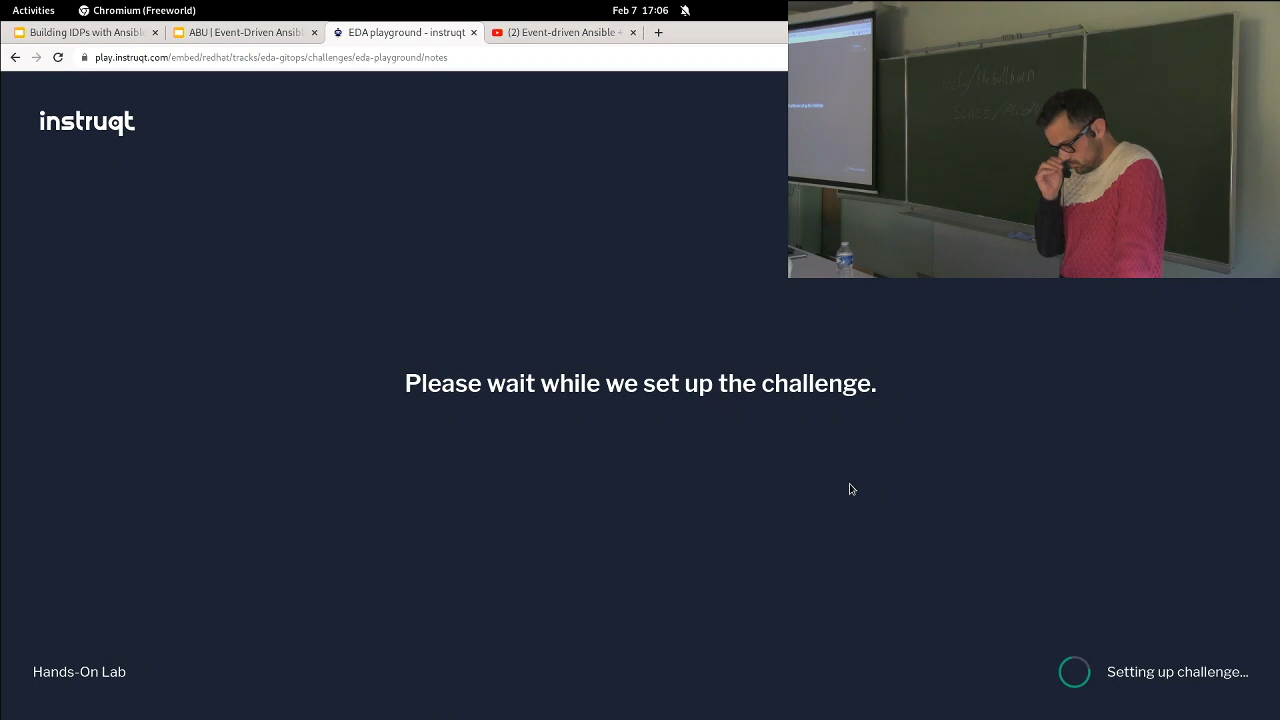 Activities
Chromium (Freeworld)
Feb 7 17:06
Building IDPs with Ansible
ABU | Event-Driven Ansibl
EDA playground - instruqt
(2) Event-driven Ansible +
play.instruqt.com/embed/redhat/tracks/eda-gitops/challenges/eda-playground/notes
instruqt
Please wait while we set up the challenge.
Hands-On Lab
Setting up challenge...